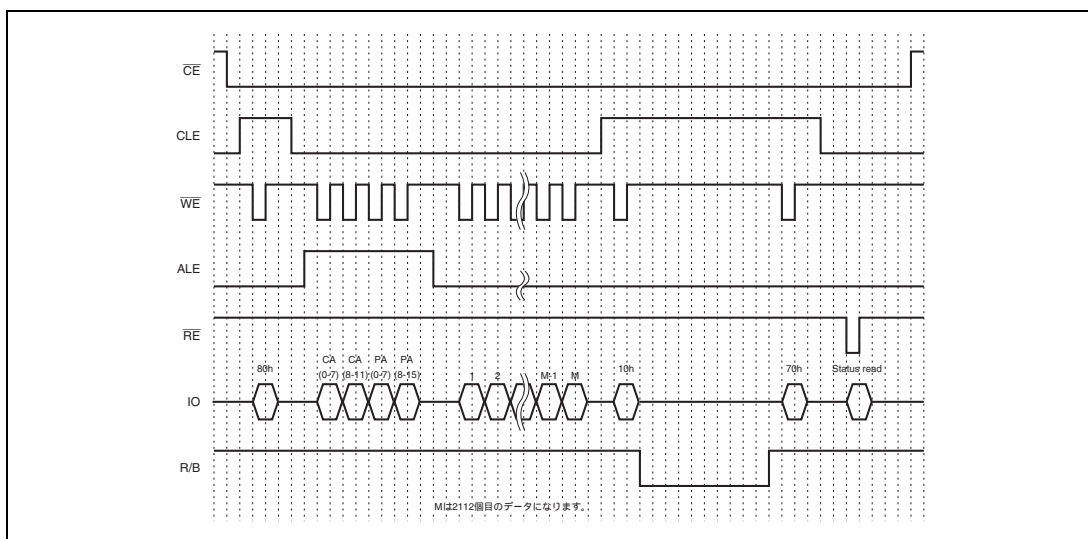 CE
CLE
WE
ALE
RE
CA CA PA PA
80h (0-7) (8-11) (0-7) (8-15) 1 2 M-1 M 10h 70h Status read
IO
R/B
Mは2112個目のデータになります。